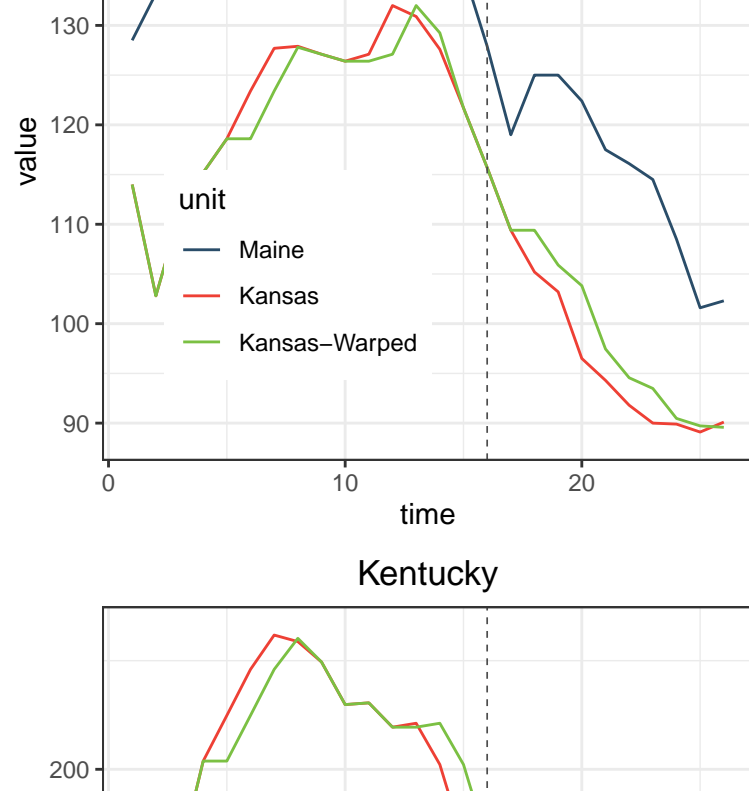 130
120
110
100
90
value
unit
Maine
Kansas
Kansas−Warped
0 10 20
time
Kentucky
200